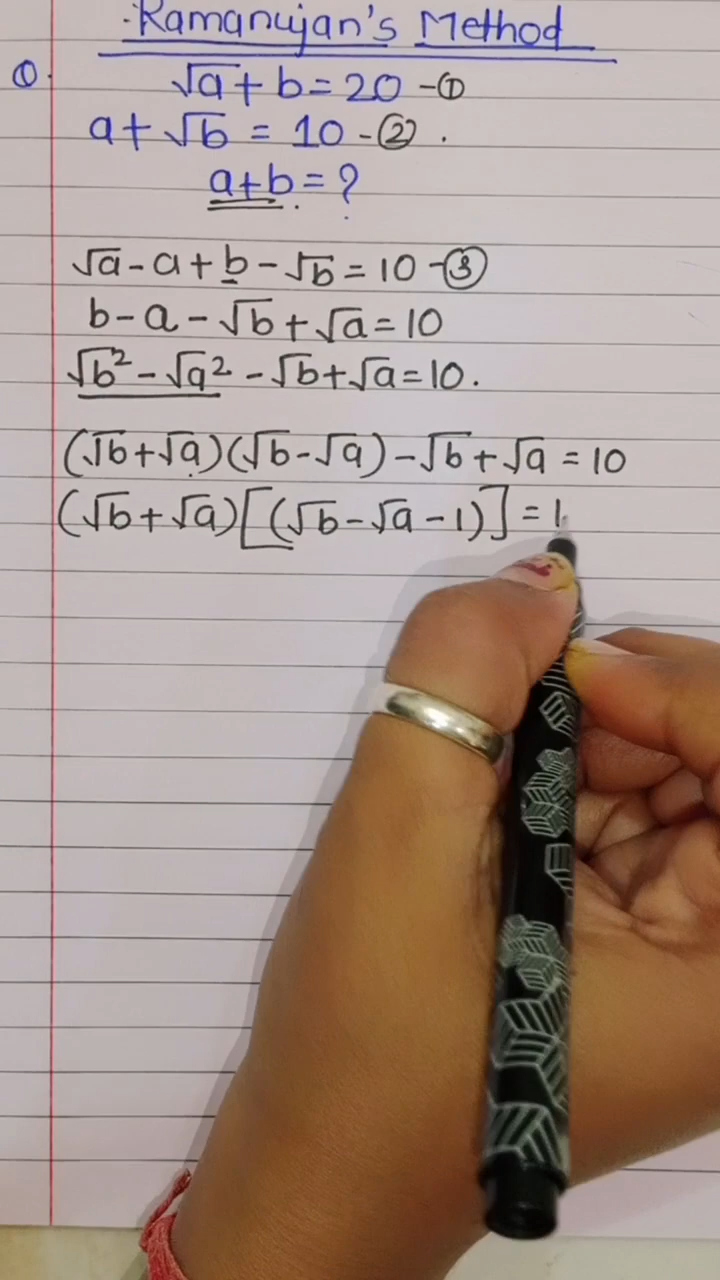 Ramanujan's Method
① √a + b = 20 -①
a + √b = 10 -② .
a+b = ?
√a - a + b - √b = 10 -③
b - a - √b + √a = 10
√b² - √a² - √b + √a = 10.
(√b + √a)(√b - √a) - √b + √a = 10
(√b + √a)[(√b - √a - 1)] = 1